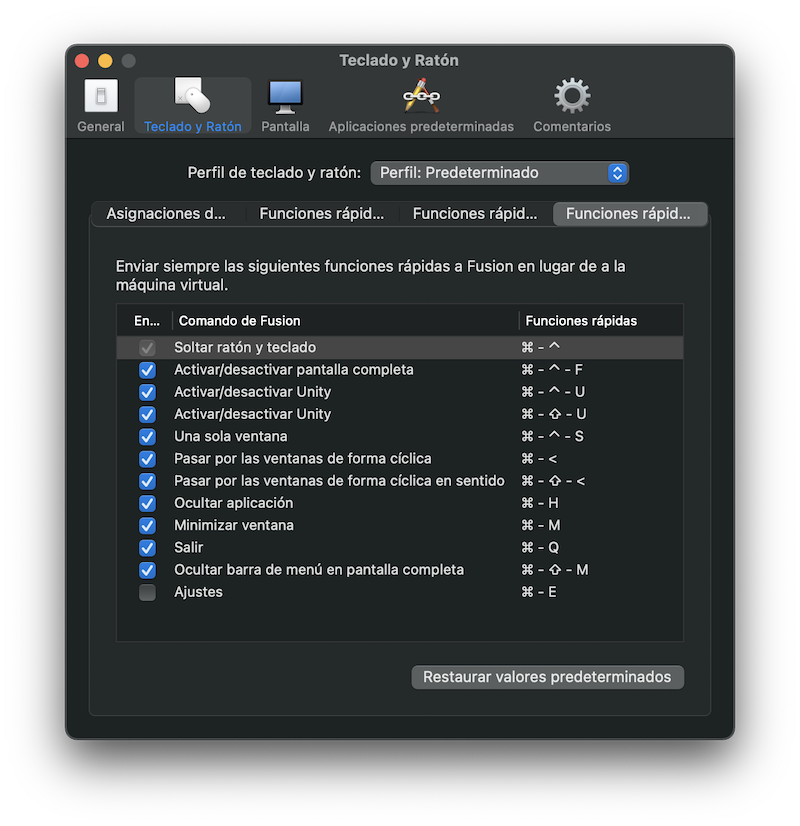 Teclado y Ratón
General
Teclado y Ratón
Pantalla
Aplicaciones predeterminadas
Comentarios
Perfil de teclado y ratón: Perfil: Predeterminado
Asignaciones d... Funciones rápid... Funciones rápid... Funciones rápid...
Enviar siempre las siguientes funciones rápidas a Fusion en lugar de a la
máquina virtual.
En... Comando de Fusion Funciones rápidas
Soltar ratón y teclado ⌘ - ^
Activar/desactivar pantalla completa ⌘ - ^ - F
Activar/desactivar Unity ⌘ - ^ - U
Activar/desactivar Unity ⌘ - ⇧ - U
Una sola ventana ⌘ - ^ - S
Pasar por las ventanas de forma cíclica ⌘ - <
Pasar por las ventanas de forma cíclica en sentido ⌘ - ⇧ - <
Ocultar aplicación ⌘ - H
Minimizar ventana ⌘ - M
Salir ⌘ - Q
Ocultar barra de menú en pantalla completa ⌘ - ⇧ - M
Ajustes ⌘ - E
Restaurar valores predeterminados